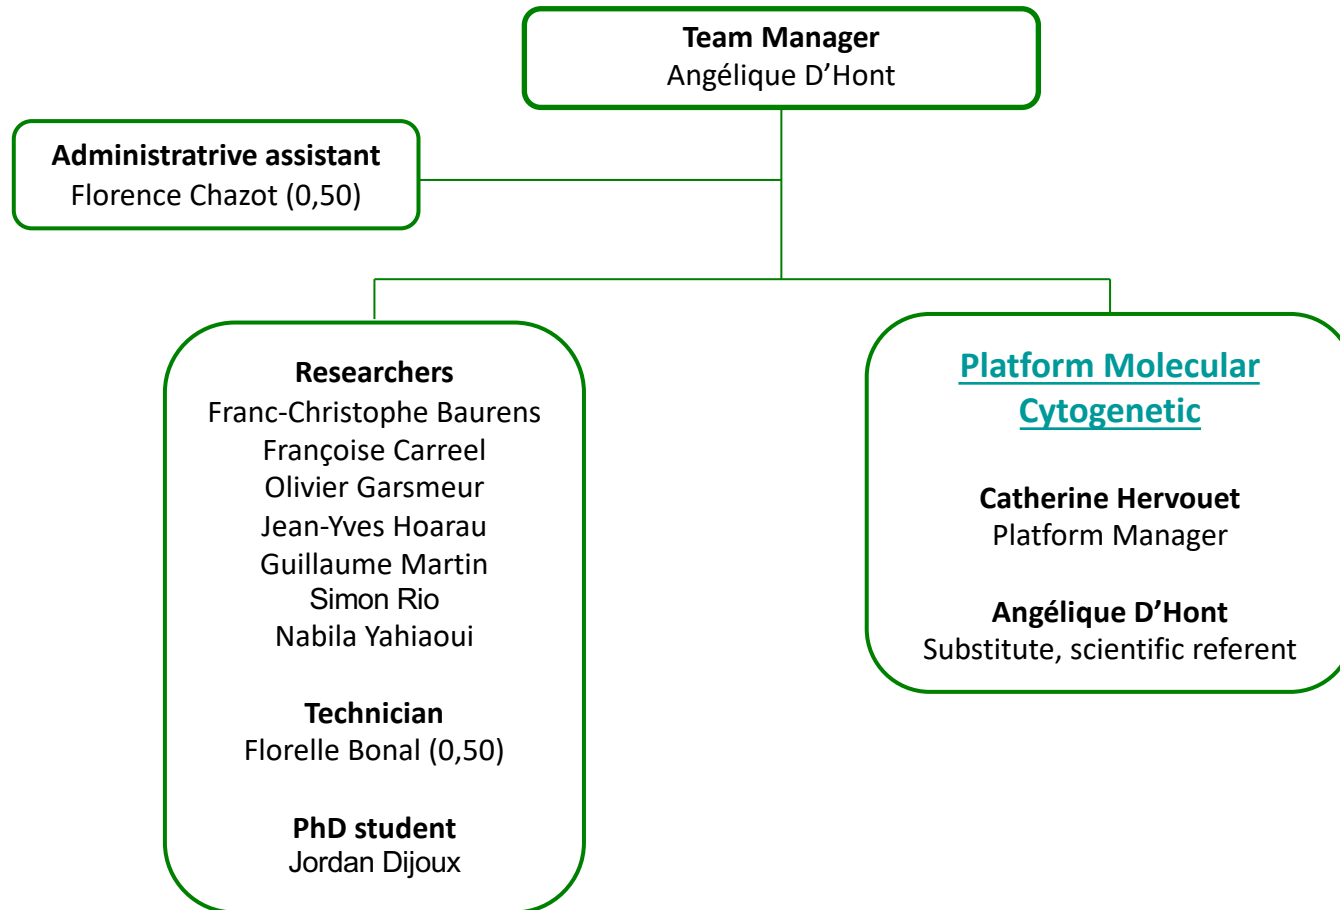 Team Manager
Angélique D’Hont
Administratrive assistant
Florence Chazot (0,50)
Researchers
Franc-Christophe Baurens
Françoise Carreel
Olivier Garsmeur
Jean-Yves Hoarau
Guillaume Martin
Simon Rio
Nabila Yahiaoui
Technician
Florelle Bonal (0,50)
PhD student
Jordan Dijoux
Platform Molecular
Cytogenetic
Catherine Hervouet
Platform Manager
Angélique D’Hont
Substitute, scientific referent